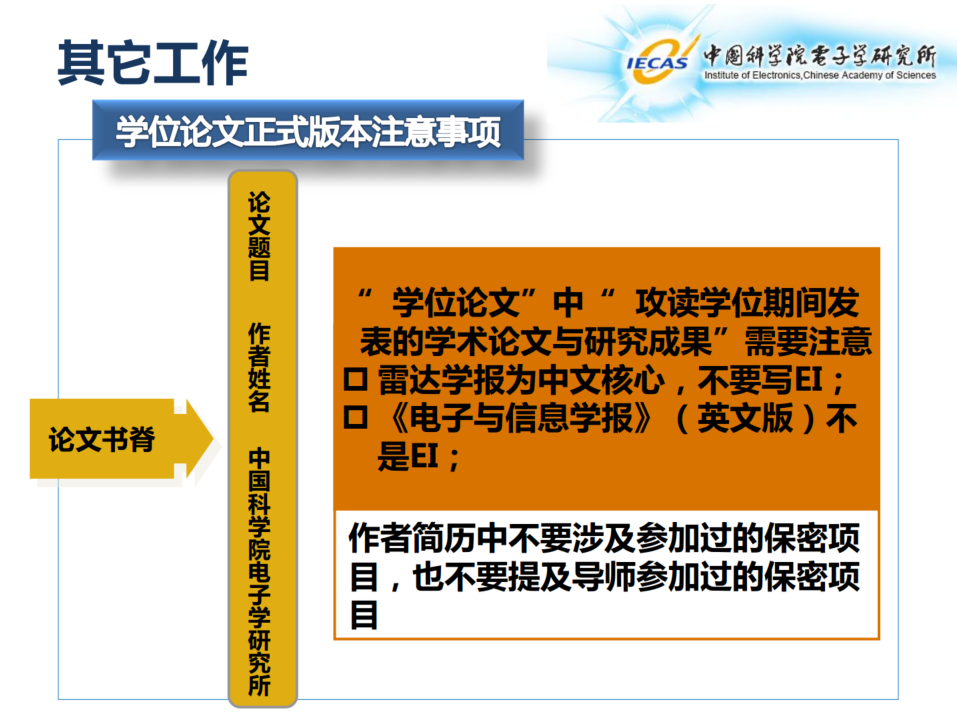 其它工作
IECAS
中国科学院电子学研究所
Institute of Electronics,Chinese Academy of Sciences
学位论文正式版本注意事项
论文书脊
论文题目
作者姓名
中国科学院电子学研究所
“ 学位论文”中“ 攻读学位期间发
表的学术论文与研究成果”需要注意
雷达学报为中文核心，不要写EI；
《电子与信息学报》（英文版）不
是EI；
作者简历中不要涉及参加过的保密项
目，也不要提及导师参加过的保密项
目